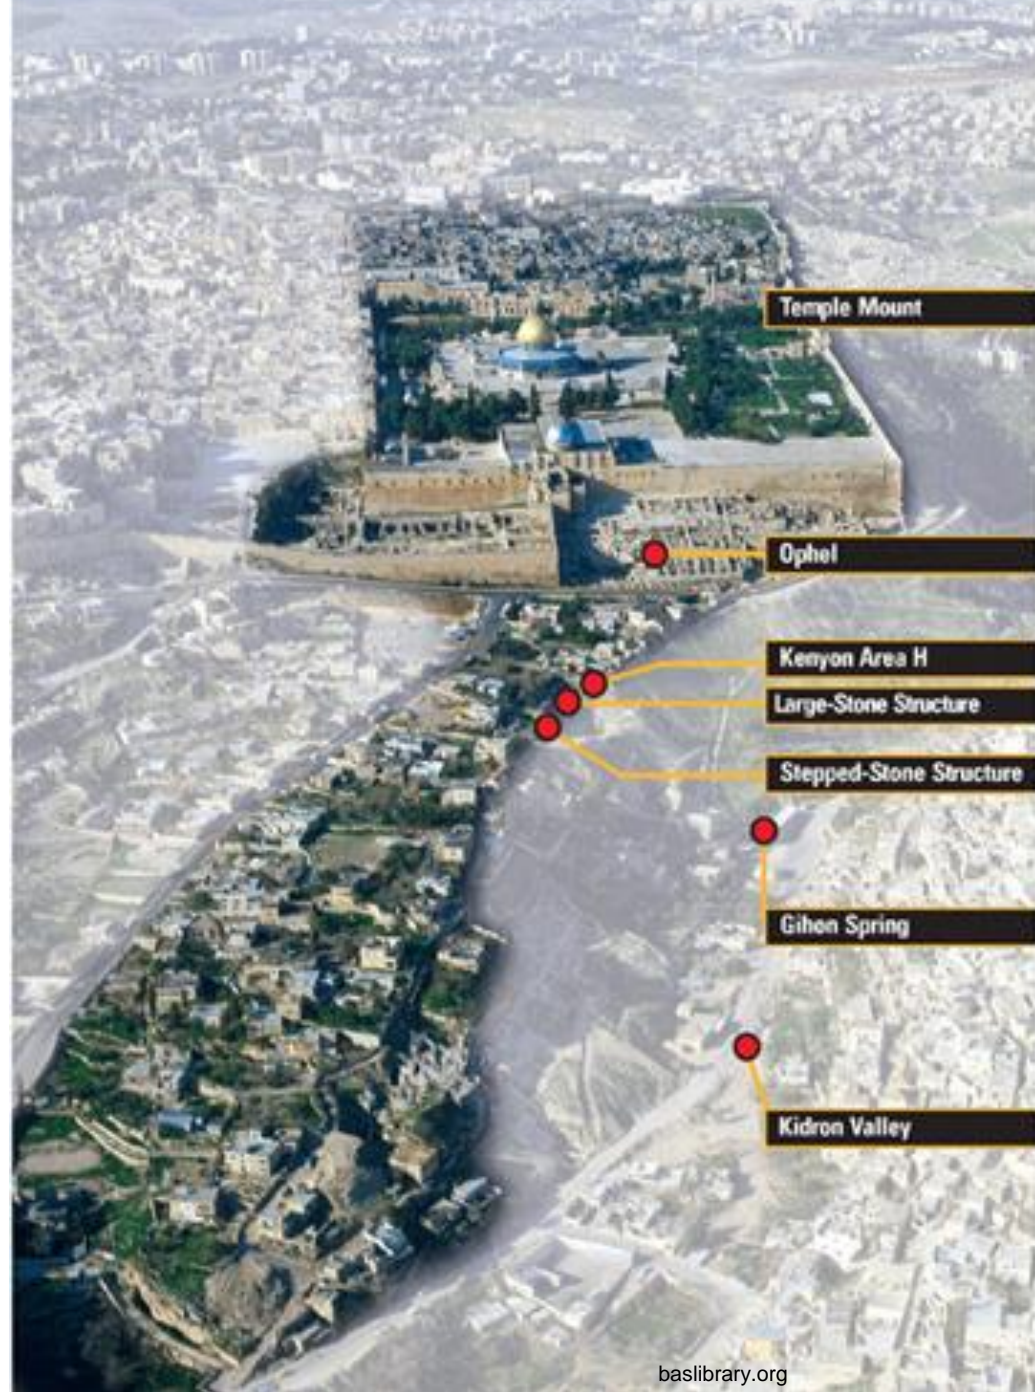 Temple Mount
Ophel
Kenyon Area H
Large-Stone Structure
Stepped-Stone Structure
Gihon Spring
Kidron Valley
baslibrary.org